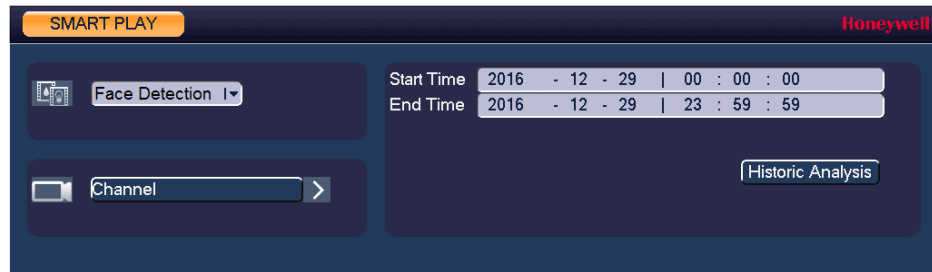 SMART PLAY
Honeywell
Face Detection
Start Time 2016 - 12 - 29 | 00 : 00 : 00
End Time 2016 - 12 - 29 | 23 : 59 : 59
Channel
Historic Analysis